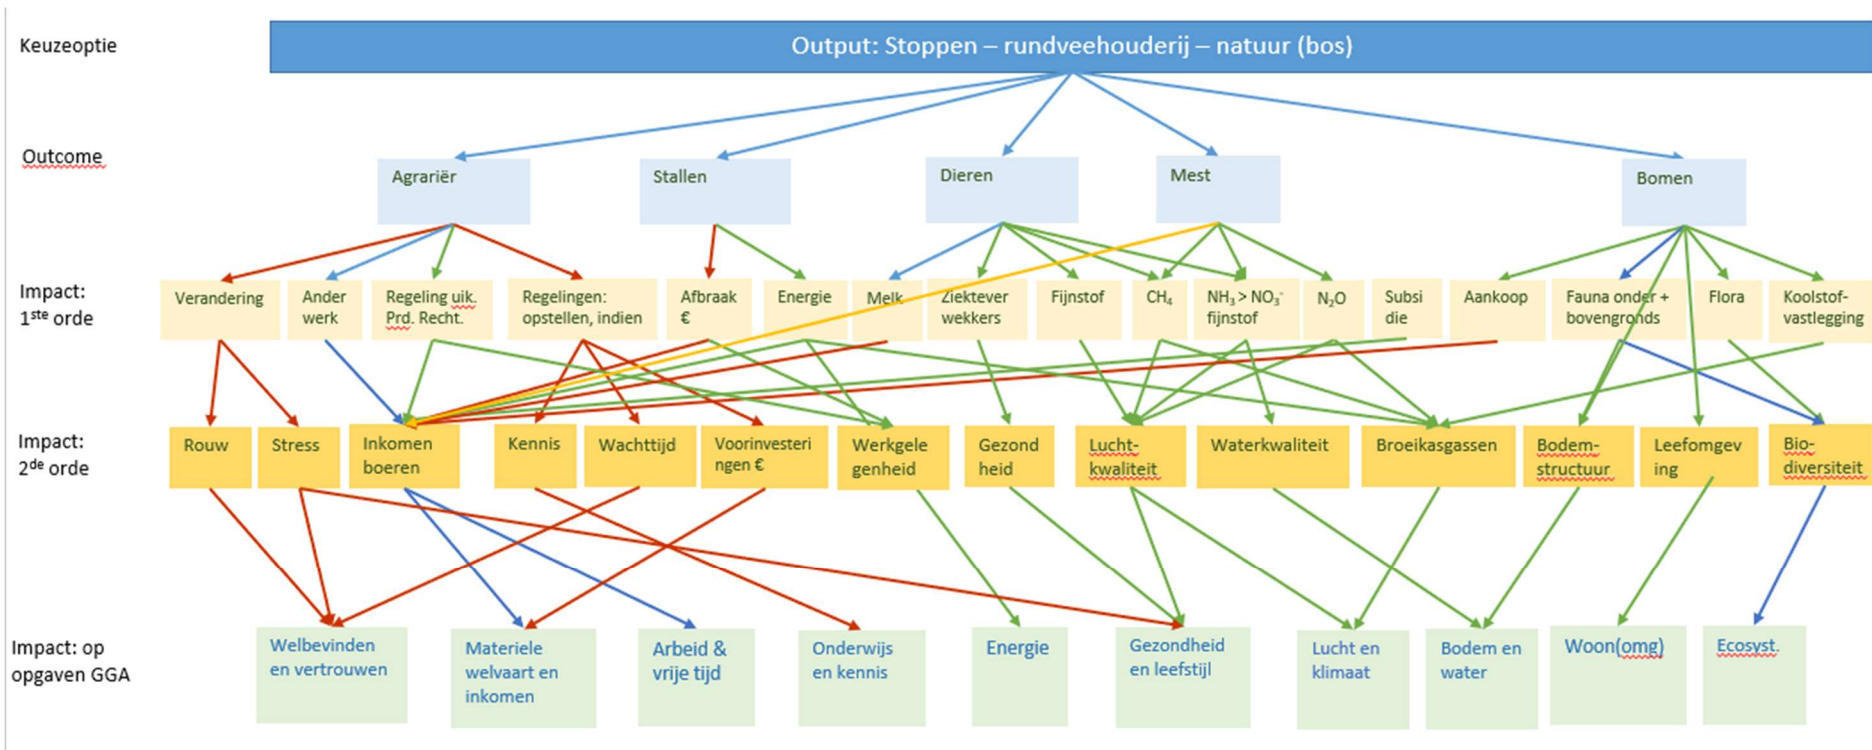 Keuzeoptie
Output: Stoppen – rundveehouderij – natuur (bos)
Outcome
Agrariër
Stallen
Dieren
Mest
Bomen
Impact:
1ste orde
Verandering
Ander
werk
Regeling uik.
Prd. Recht.
Regelingen:
opstellen, indien
Afbraak
€
Energie
Melk
Ziektever
wekkers
Fijnstof
CH₄
NH₃ > NO₃⁻
fijnstof
N₂O
Subsi
die
Aankoop
Fauna onder +
bovengronds
Flora
Koolstof-
vastlegging
Impact:
2de orde
Rouw
Stress
Inkomen
boeren
Kennis
Wachttijd
Voorinvesteri
ngen €
Werkgele
genheid
Gezond
heid
Lucht-
kwaliteit
Waterkwaliteit
Broeikasgassen
Bodem-
structuur
Leefomgev
ing
Bio-
diversiteit
Impact: op
opgaven GGA
Welbevinden
en vertrouwen
Materiele
welvaart en
inkomen
Arbeid &
vrije tijd
Onderwijs
en kennis
Energie
Gezondheid
en leefstijl
Lucht en
klimaat
Bodem en
water
Woon(omg)
Ecosyst.